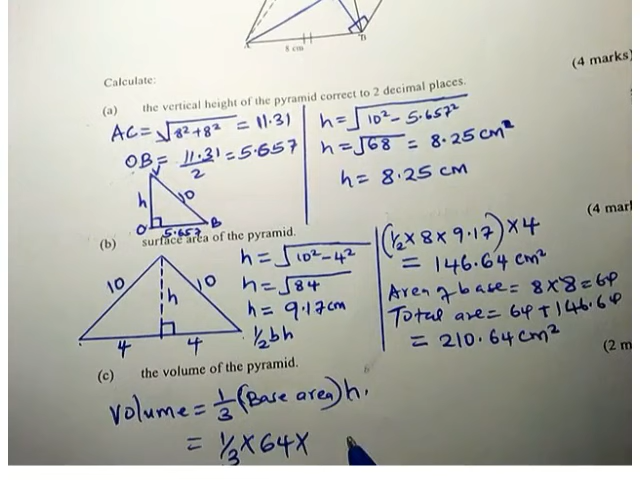 A
8 cm
B
Calculate:
(4 marks)
(a) the vertical height of the pyramid correct to 2 decimal places.
AC = √8²+8² = 11.31
OB = 11.31/2 = 5.657
V
h
10
O
5.657
B
h = √10² - 5.657²
h = √68 = 8.25 cm²
h = 8.25 cm
(4 mar
(b) surface area of the pyramid.
10
10
h
4
4
h = √10² - 4²
h = √84
h = 9.17cm
½bh
(½ × 8 × 9.17) × 4
= 146.64 cm²
Area of base = 8 × 8 = 64
Total are = 64 + 146.64
= 210.64 cm²
(2 m
(c) the volume of the pyramid.
Volume = 1/3 (Base area) h.
= 1/3 × 64 ×